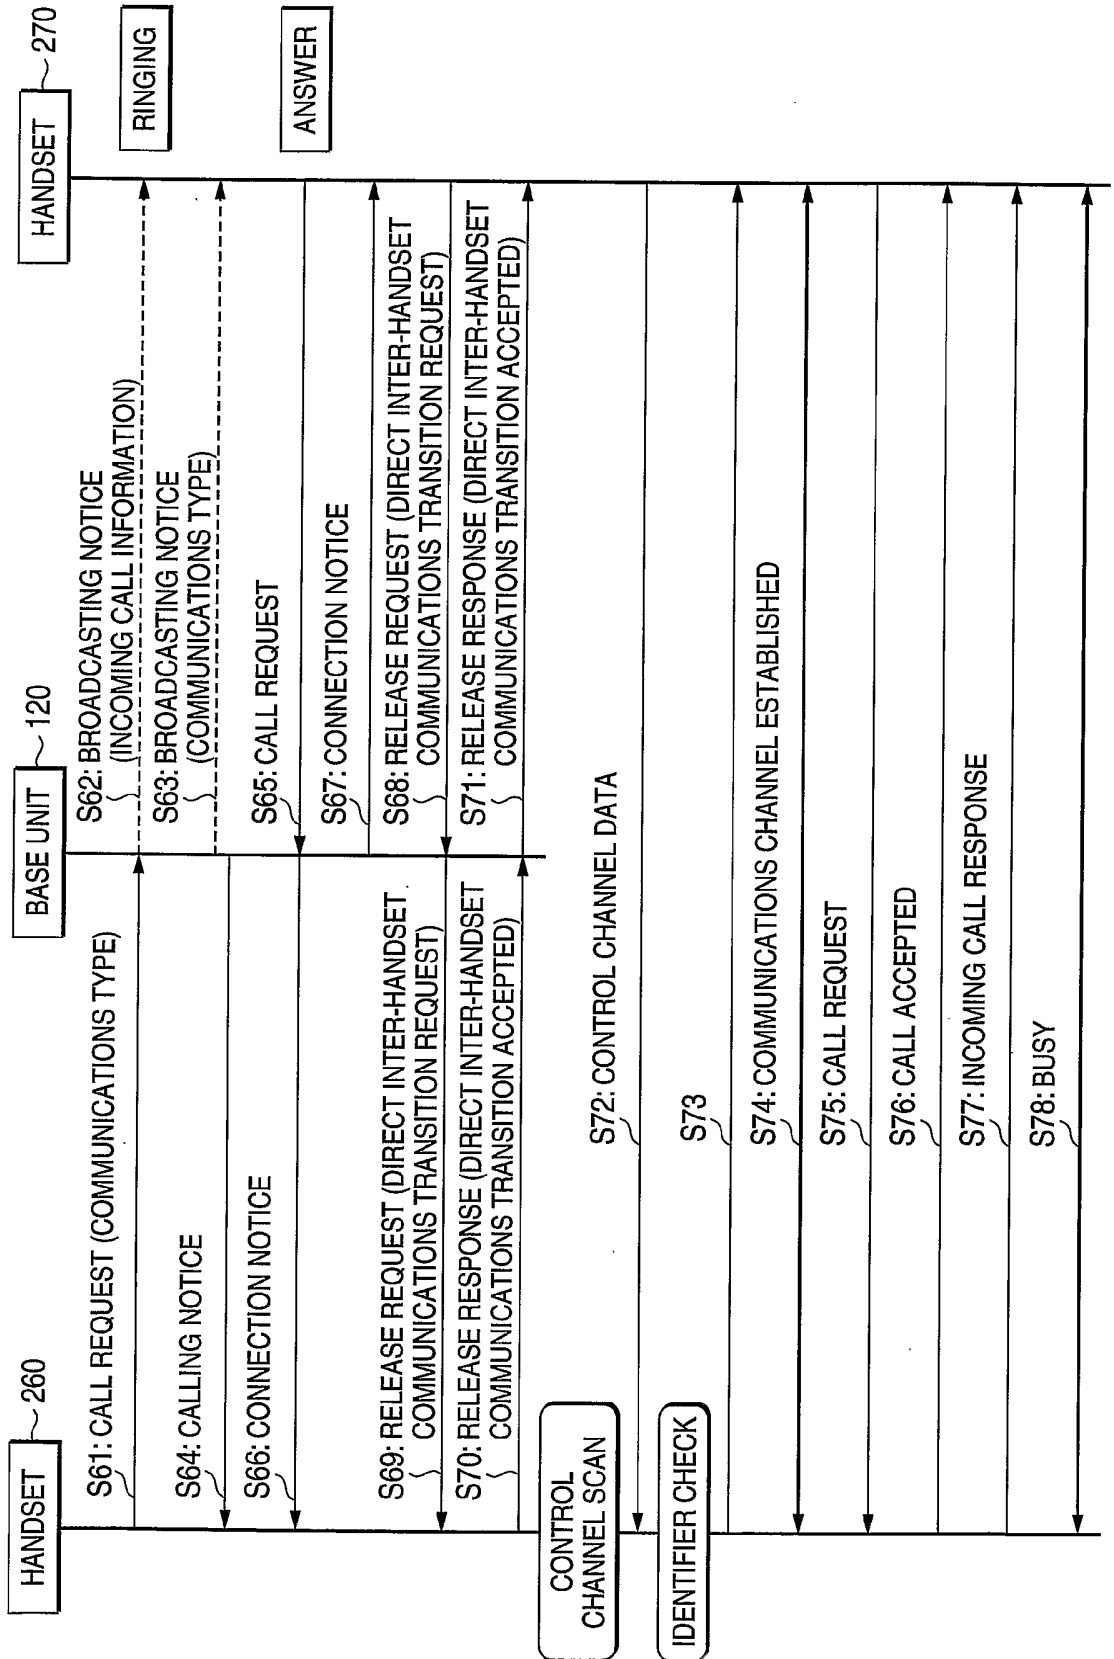 HANDSET
260
BASE UNIT
120
HANDSET
270
S61: CALL REQUEST (COMMUNICATIONS TYPE)
S62: BROADCASTING NOTICE
(INCOMING CALL INFORMATION)
RINGING
S63: BROADCASTING NOTICE
(COMMUNICATIONS TYPE)
S64: CALLING NOTICE
S65: CALL REQUEST
ANSWER
S66: CONNECTION NOTICE
S67: CONNECTION NOTICE
S68: RELEASE REQUEST (DIRECT INTER-HANDSET
COMMUNICATIONS TRANSITION REQUEST)
S69: RELEASE REQUEST (DIRECT INTER-HANDSET
COMMUNICATIONS TRANSITION REQUEST)
S70: RELEASE RESPONSE (DIRECT INTER-HANDSET
COMMUNICATIONS TRANSITION ACCEPTED)
S71: RELEASE RESPONSE (DIRECT INTER-HANDSET
COMMUNICATIONS TRANSITION ACCEPTED)
CONTROL
CHANNEL SCAN
S72: CONTROL CHANNEL DATA
IDENTIFIER CHECK
S73
S74: COMMUNICATIONS CHANNEL ESTABLISHED
S75: CALL REQUEST
S76: CALL ACCEPTED
S77: INCOMING CALL RESPONSE
S78: BUSY